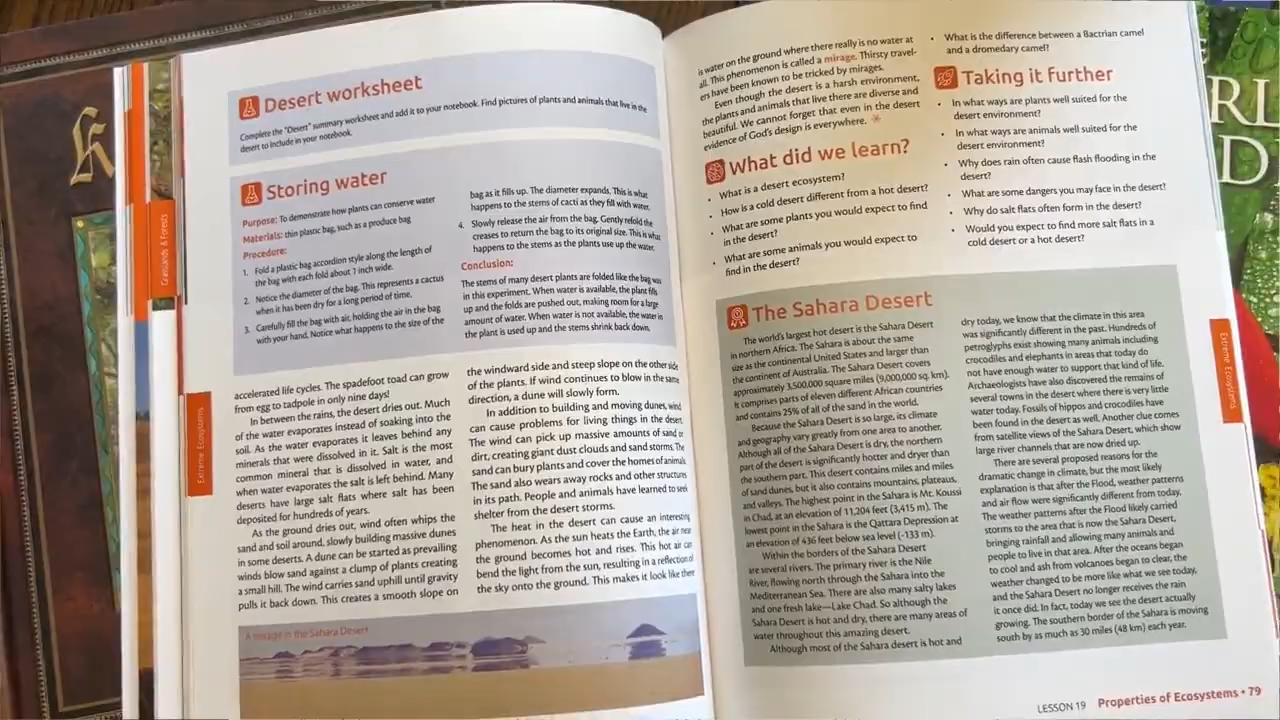 k
Grasslands & Forests
Extreme Ecosystems
Desert worksheet
Complete the "Desert" summary worksheet and add it to your notebook. Find pictures of plants and animals that live in the
desert to include in your notebook.
Storing water
Purpose: To demonstrate how plants can conserve water
Materials: thin plastic bag, such as a produce bag
Procedure:
1. Fold a plastic bag accordion style along the length of
the bag with each fold about 1 inch wide.
2. Notice the diameter of the bag. This represents a cactus
when it has been dry for a long period of time.
3. Carefully fill the bag with air, holding the air in the bag
with your hand. Notice what happens to the size of the
bag as it fills up. The diameter expands. This is what
happens to the stems of cacti as they fill with water.
4. Slowly release the air from the bag. Gently refold the
creases to return the bag to its original size. This is what
happens to the stems as the plants use up the water.
Conclusion:
The stems of many desert plants are folded like the bag was
in this experiment. When water is available, the plant fills
up and the folds are pushed out, making room for a large
amount of water. When water is not available, the water in
the plant is used up and the stems shrink back down.
accelerated life cycles. The spadefoot toad can grow
from egg to tadpole in only nine days!
In between the rains, the desert dries out. Much
of the water evaporates instead of soaking into the
soil. As the water evaporates it leaves behind any
minerals that were dissolved in it. Salt is the most
common mineral that is dissolved in water, and
when water evaporates the salt is left behind. Many
deserts have large salt flats where salt has been
deposited for hundreds of years.
As the ground dries out, wind often whips the
sand and soil around, slowly building massive dunes
in some deserts. A dune can be started as prevailing
winds blow sand against a clump of plants creating
a small hill. The wind carries sand uphill until gravity
pulls it back down. This creates a smooth slope on
the windward side and steep slope on the other side
of the plants. If wind continues to blow in the same
direction, a dune will slowly form.
In addition to building and moving dunes, wind
can cause problems for living things in the desert.
The wind can pick up massive amounts of sand or
dirt, creating giant dust clouds and sand storms. The
sand can bury plants and cover the homes of animals.
The sand also wears away rocks and other structures
in its path. People and animals have learned to seek
shelter from the desert storms.
The heat in the desert can cause an interesting
phenomenon. As the sun heats the Earth, the air near
the ground becomes hot and rises. This hot air can
bend the light from the sun, resulting in a reflection of
the sky onto the ground. This makes it look like there
A mirage in the Sahara Desert
is water on the ground where there really is no water at
all. This phenomenon is called a mirage. Thirsty travel-
ers have been known to be tricked by mirages.
Even though the desert is a harsh environment,
the plants and animals that live there are diverse and
beautiful. We cannot forget that even in the desert
evidence of God's design is everywhere. *
What did we learn?
• What is a desert ecosystem?
• How is a cold desert different from a hot desert?
• What are some plants you would expect to find
in the desert?
• What are some animals you would expect to
find in the desert?
• What is the difference between a Bactrian camel
and a dromedary camel?
Taking it further
• In what ways are plants well suited for the
desert environment?
• In what ways are animals well suited for the
desert environment?
• Why does rain often cause flash flooding in the
desert?
• What are some dangers you may face in the desert?
• Why do salt flats often form in the desert?
• Would you expect to find more salt flats in a
cold desert or a hot desert?
The Sahara Desert
The world's largest hot desert is the Sahara Desert
in northern Africa. The Sahara is about the same
size as the continental United States and larger than
the continent of Australia. The Sahara Desert covers
approximately 3,500,000 square miles (9,000,000 sq. km).
It comprises parts of eleven different African countries
and contains 25% of all of the sand in the world.
Because the Sahara Desert is so large, its climate
and geography vary greatly from one area to another.
Although all of the Sahara Desert is dry, the northern
part of the desert is significantly hotter and dryer than
the southern part. This desert contains miles and miles
of sand dunes, but it also contains mountains, plateaus,
and valleys. The highest point in the Sahara is Mt. Koussi
in Chad, at an elevation of 11,204 feet (3,415 m). The
lowest point in the Sahara is the Qattara Depression at
an elevation of 436 feet below sea level (-133 m).
Within the borders of the Sahara Desert
are several rivers. The primary river is the Nile
River, flowing north through the Sahara into the
Mediterranean Sea. There are also many salty lakes
and one fresh lake—Lake Chad. So although the
Sahara Desert is hot and dry, there are many areas of
water throughout this amazing desert.
Although most of the Sahara desert is hot and
dry today, we know that the climate in this area
was significantly different in the past. Hundreds of
petroglyphs exist showing many animals including
crocodiles and elephants in areas that today do
not have enough water to support that kind of life.
Archaeologists have also discovered the remains of
several towns in the desert where there is very little
water today. Fossils of hippos and crocodiles have
been found in the desert as well. Another clue comes
from satellite views of the Sahara Desert, which show
large river channels that are now dried up.
There are several proposed reasons for the
dramatic change in climate, but the most likely
explanation is that after the Flood, weather patterns
and air flow were significantly different from today.
The weather patterns after the Flood likely carried
storms to the area that is now the Sahara Desert,
bringing rainfall and allowing many animals and
people to live in that area. After the oceans began
to cool and ash from volcanoes began to clear, the
weather changed to be more like what we see today,
and the Sahara Desert no longer receives the rain
it once did. In fact, today we see the desert actually
growing. The southern border of the Sahara is moving
south by as much as 30 miles (48 km) each year.
Extreme Ecosystems
LESSON 19 Properties of Ecosystems • 79